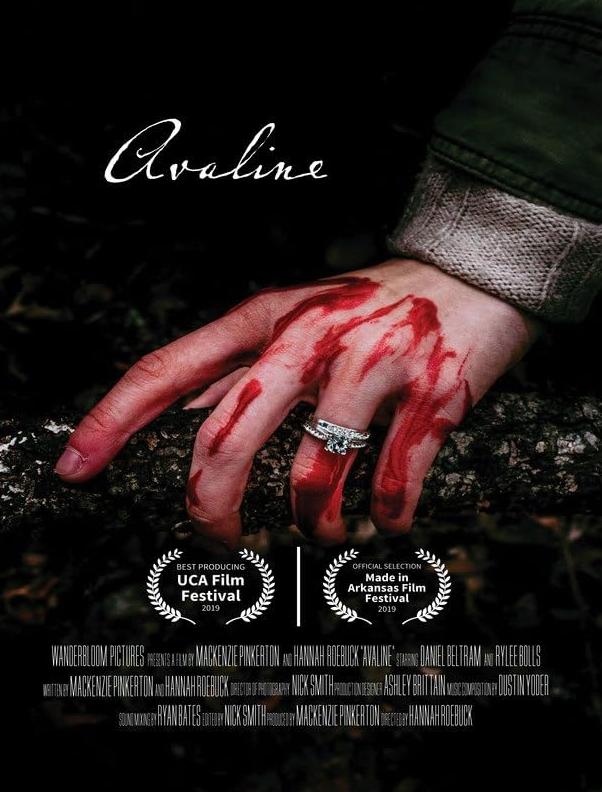 Avaline
BEST PRODUCING
UCA Film
Festival
2019
OFFICIAL SELECTION
Made in
Arkansas Film
Festival
2019
WANDERBLOOM PICTURES PRESENTS A FILM BY MACKENZIE PINKERTON AND HANNAH ROEBUCK "AVALINE" STARRING DANIEL BELTRAM AND RYLEE BOLLS
WRITTEN BY MACKENZIE PINKERTON AND HANNAH ROEBUCK DIRECTOR OF PHOTOGRAPHY NICK SMITH PRODUCTION DESIGNER ASHLEY BRITTAIN MUSIC COMPOSITION BY DUSTIN YODER
SOUND MIXING BY RYAN BATES EDITED BY NICK SMITH PRODUCED BY MACKENZIE PINKERTON DIRECTED BY HANNAH ROEBUCK